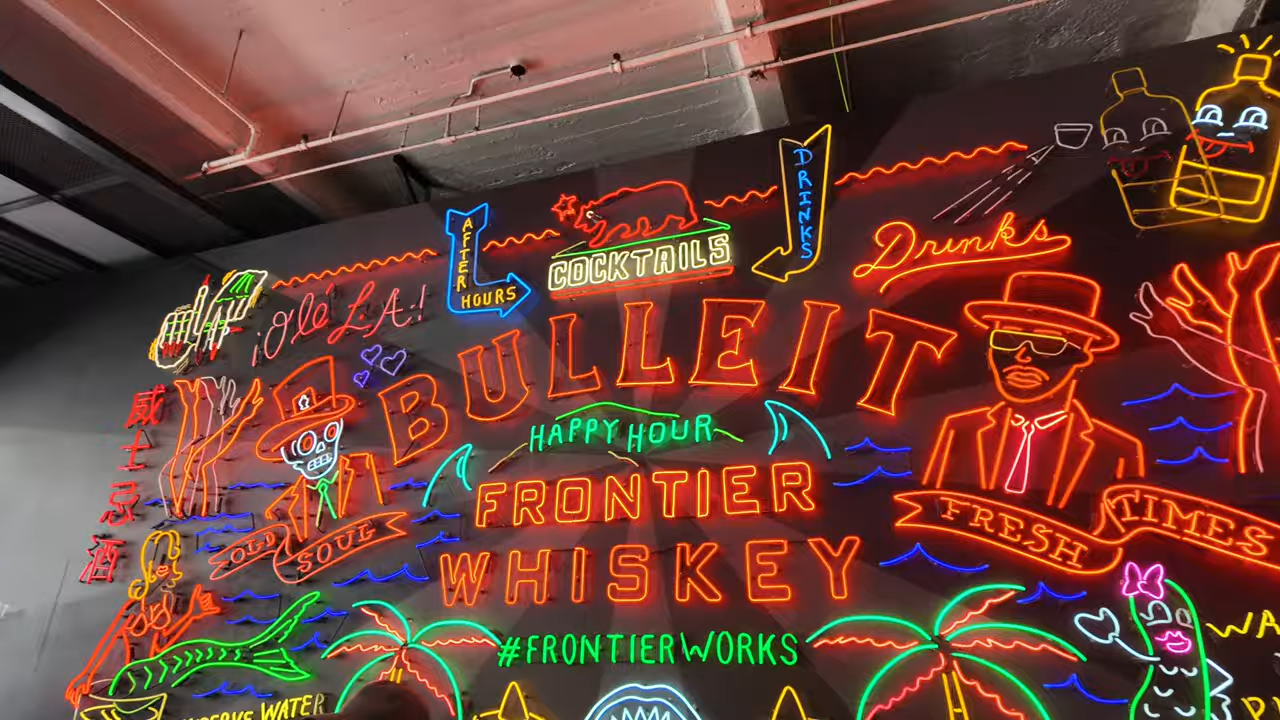 DRINKS
AFTER
HOURS
COCKTAILS
Drinks
¡Olé L.A.!
BULLEIT
威士忌酒
HAPPY HOUR
FRONTIER
OLD SOUL
FRESH TIMES
WHISKEY
#FRONTIERWORKS
WATER